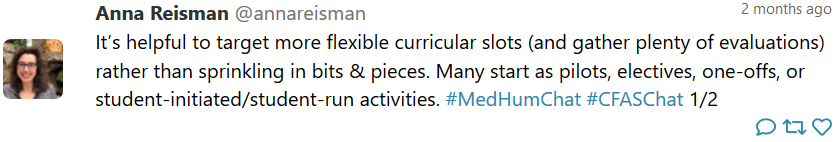 Anna Reisman @annareisman 2 months ago
It’s helpful to target more flexible curricular slots (and gather plenty of evaluations)
rather than sprinkling in bits & pieces. Many start as pilots, electives, one-offs, or
student-initiated/student-run activities. #MedHumChat #CFASChat 1/2